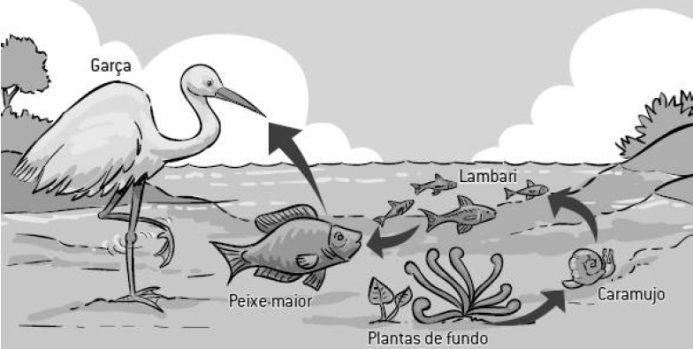 Garça
Lambari
Peixe-maior
Caramujo
Plantas de fundo